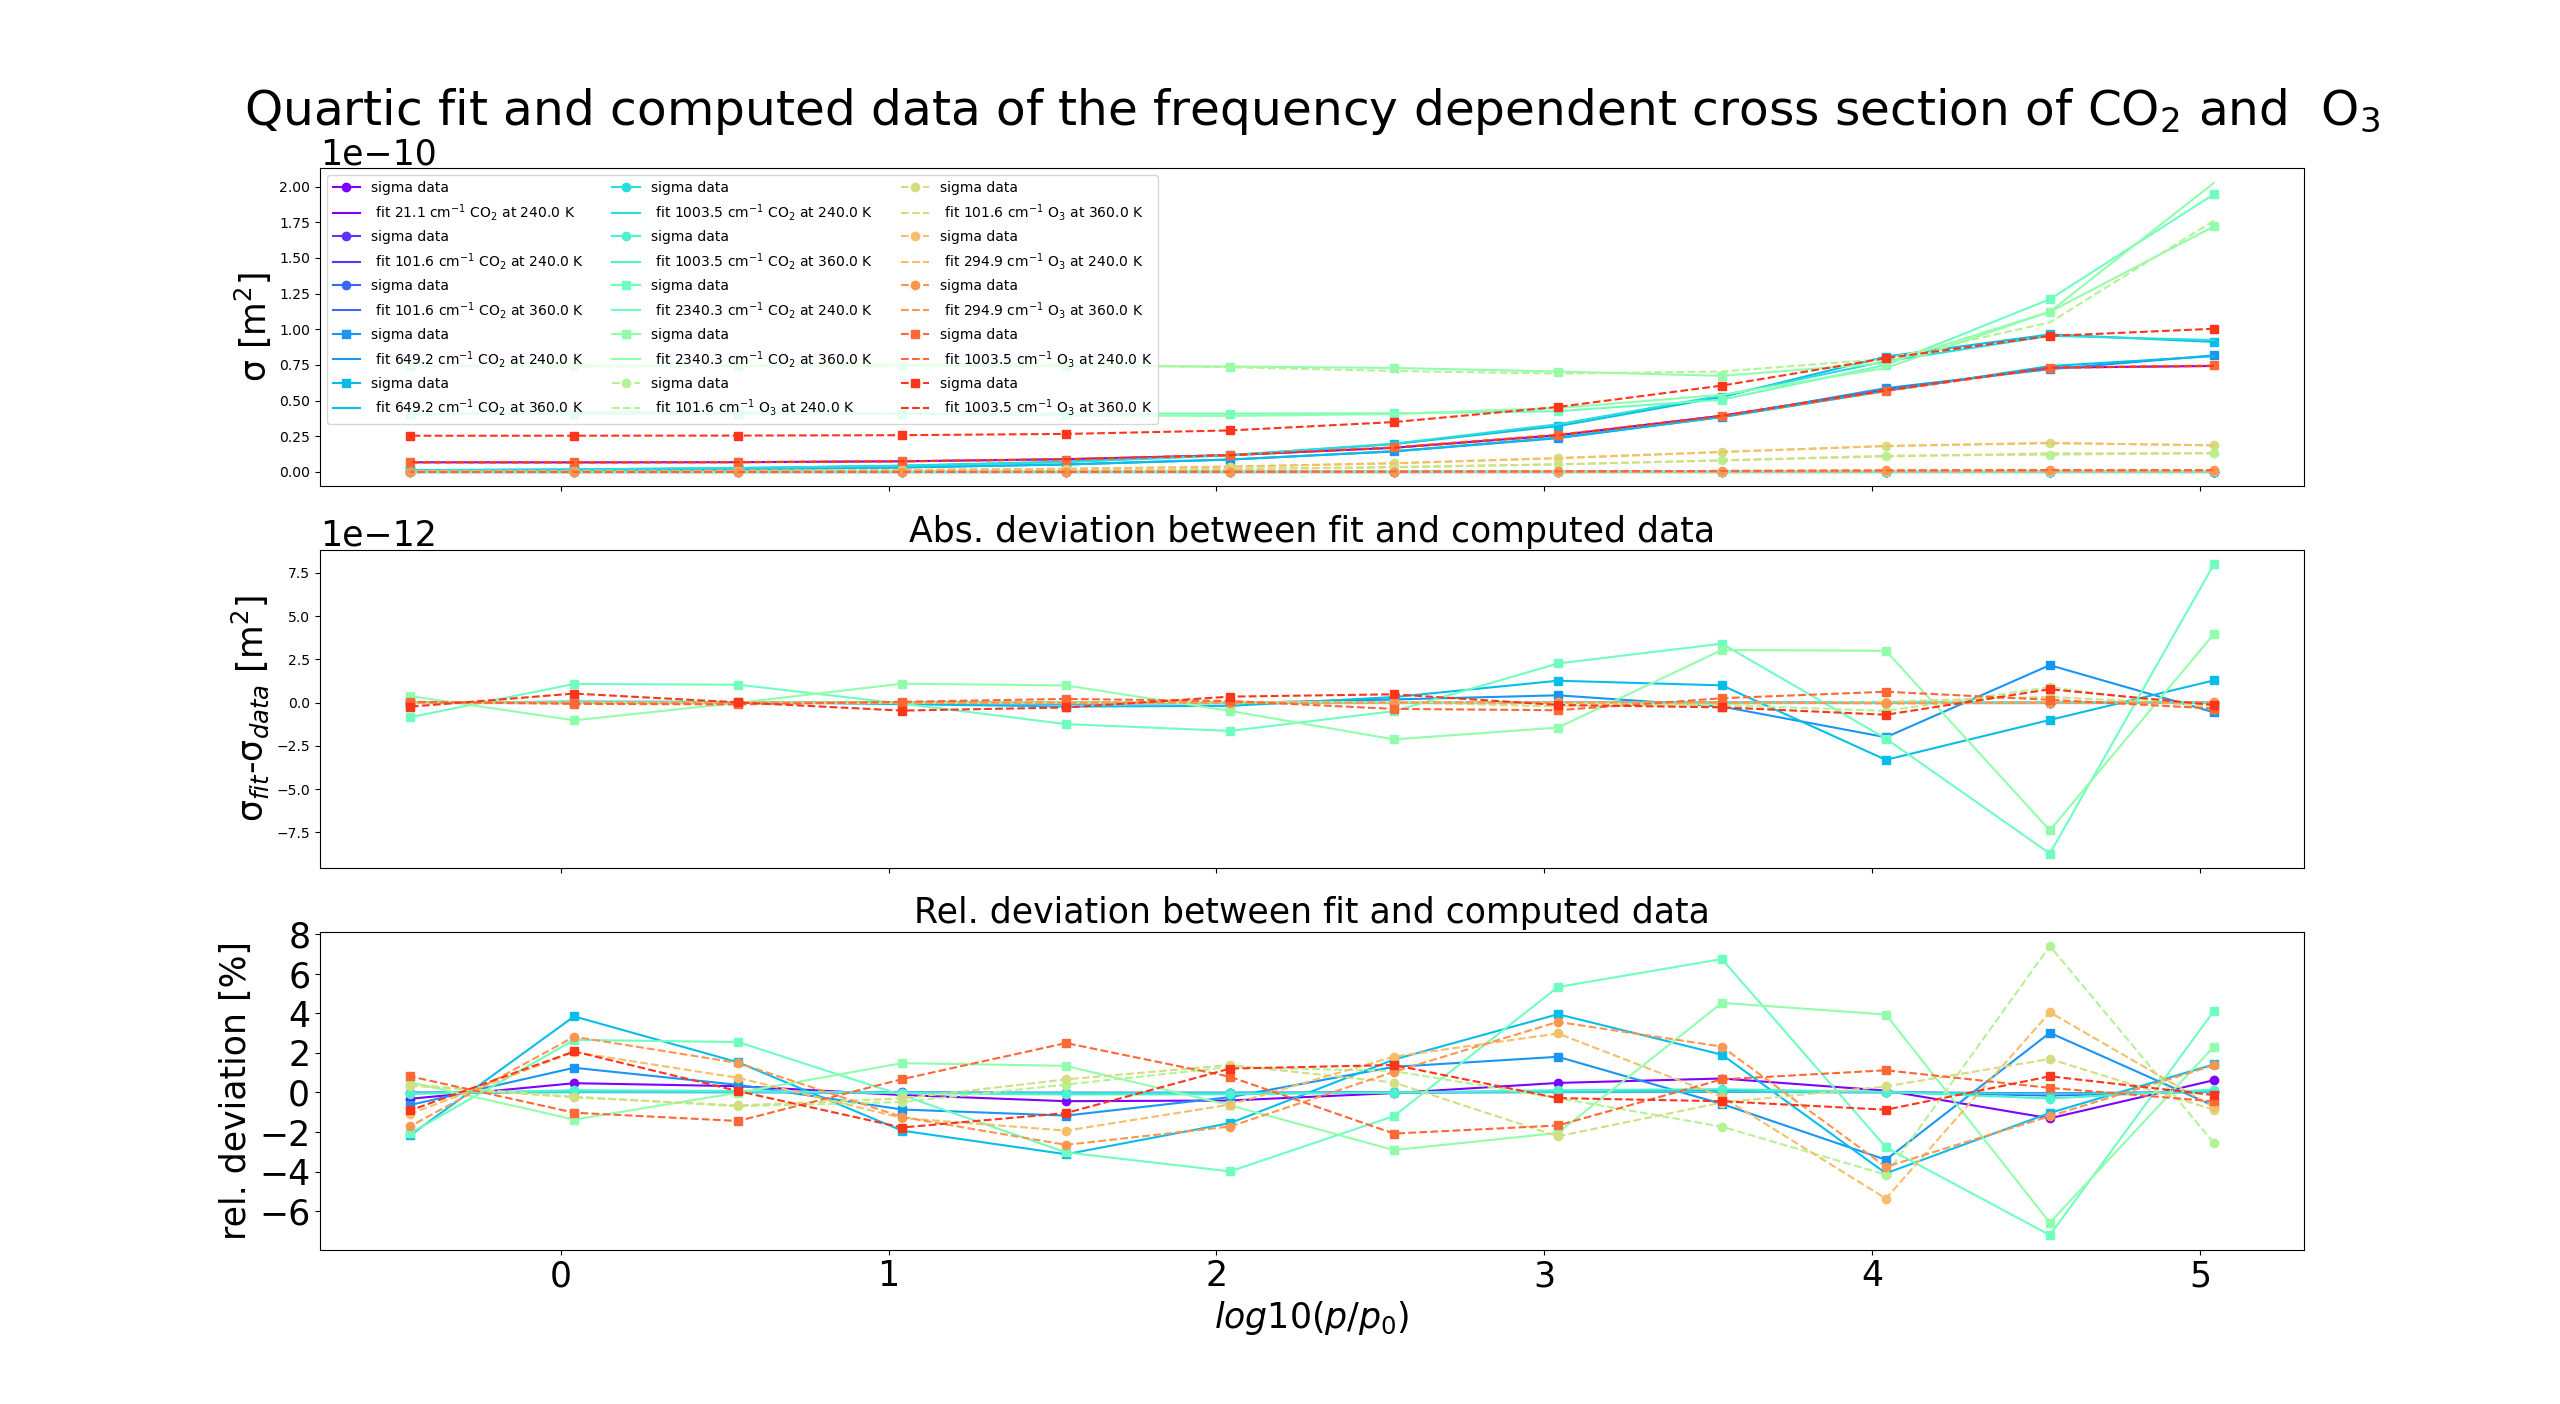 Quartic fit and computed data of the frequency dependent cross section of CO₂ and  O₃
1e−10
σ [m²]
2.00
1.75
1.50
1.25
1.00
0.75
0.50
0.25
0.00
sigma data
fit 21.1 cm⁻¹ CO₂ at 240.0 K
sigma data
fit 101.6 cm⁻¹ CO₂ at 240.0 K
sigma data
fit 101.6 cm⁻¹ CO₂ at 360.0 K
sigma data
fit 649.2 cm⁻¹ CO₂ at 240.0 K
sigma data
fit 649.2 cm⁻¹ CO₂ at 360.0 K
sigma data
fit 1003.5 cm⁻¹ CO₂ at 240.0 K
sigma data
fit 1003.5 cm⁻¹ CO₂ at 360.0 K
sigma data
fit 2340.3 cm⁻¹ CO₂ at 240.0 K
sigma data
fit 2340.3 cm⁻¹ CO₂ at 360.0 K
sigma data
fit 101.6 cm⁻¹ O₃ at 240.0 K
sigma data
fit 101.6 cm⁻¹ O₃ at 360.0 K
sigma data
fit 294.9 cm⁻¹ O₃ at 240.0 K
sigma data
fit 294.9 cm⁻¹ O₃ at 360.0 K
sigma data
fit 1003.5 cm⁻¹ O₃ at 240.0 K
sigma data
fit 1003.5 cm⁻¹ O₃ at 360.0 K
Abs. deviation between fit and computed data
1e−12
σ_fit-σ_data [m²]
7.5
5.0
2.5
0.0
−2.5
−5.0
−7.5
Rel. deviation between fit and computed data
rel. deviation [%]
8
6
4
2
0
−2
−4
−6
0 1 2 3 4 5
log10(p/p₀)